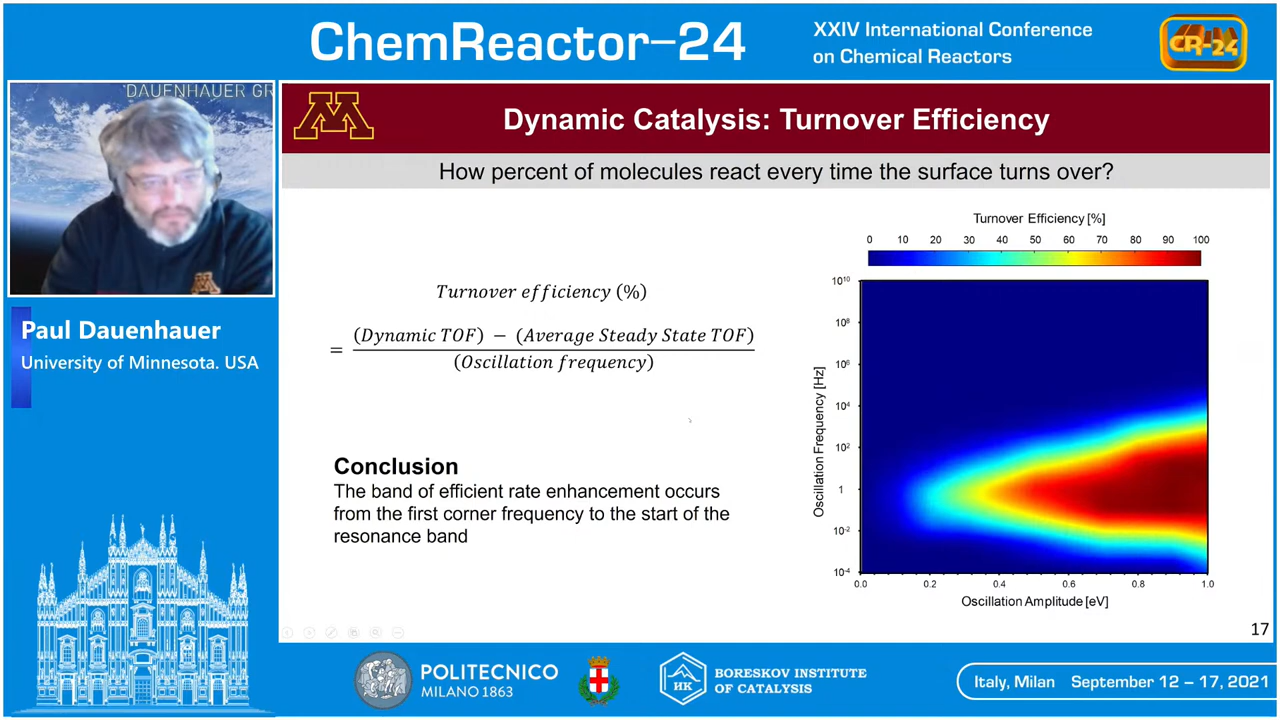 ChemReactor-24
XXIV International Conference
on Chemical Reactors
CR-24
DAUENHAUER GR
Paul Dauenhauer
University of Minnesota. USA
M
Dynamic Catalysis: Turnover Efficiency
How percent of molecules react every time the surface turns over?
Turnover efficiency (%)
= (Dynamic TOF) − (Average Steady State TOF)
(Oscillation frequency)
Conclusion
The band of efficient rate enhancement occurs
from the first corner frequency to the start of the
resonance band
Turnover Efficiency [%]
0 10 20 30 40 50 60 70 80 90 100
Oscillation Frequency [Hz]
10¹⁰
10⁸
10⁶
10⁴
10²
1
10⁻²
10⁻⁴
0.0 0.2 0.4 0.6 0.8 1.0
Oscillation Amplitude [eV]
17
POLITECNICO
MILANO 1863
НК
BORESKOV INSTITUTE
OF CATALYSIS
Italy, Milan September 12 – 17, 2021